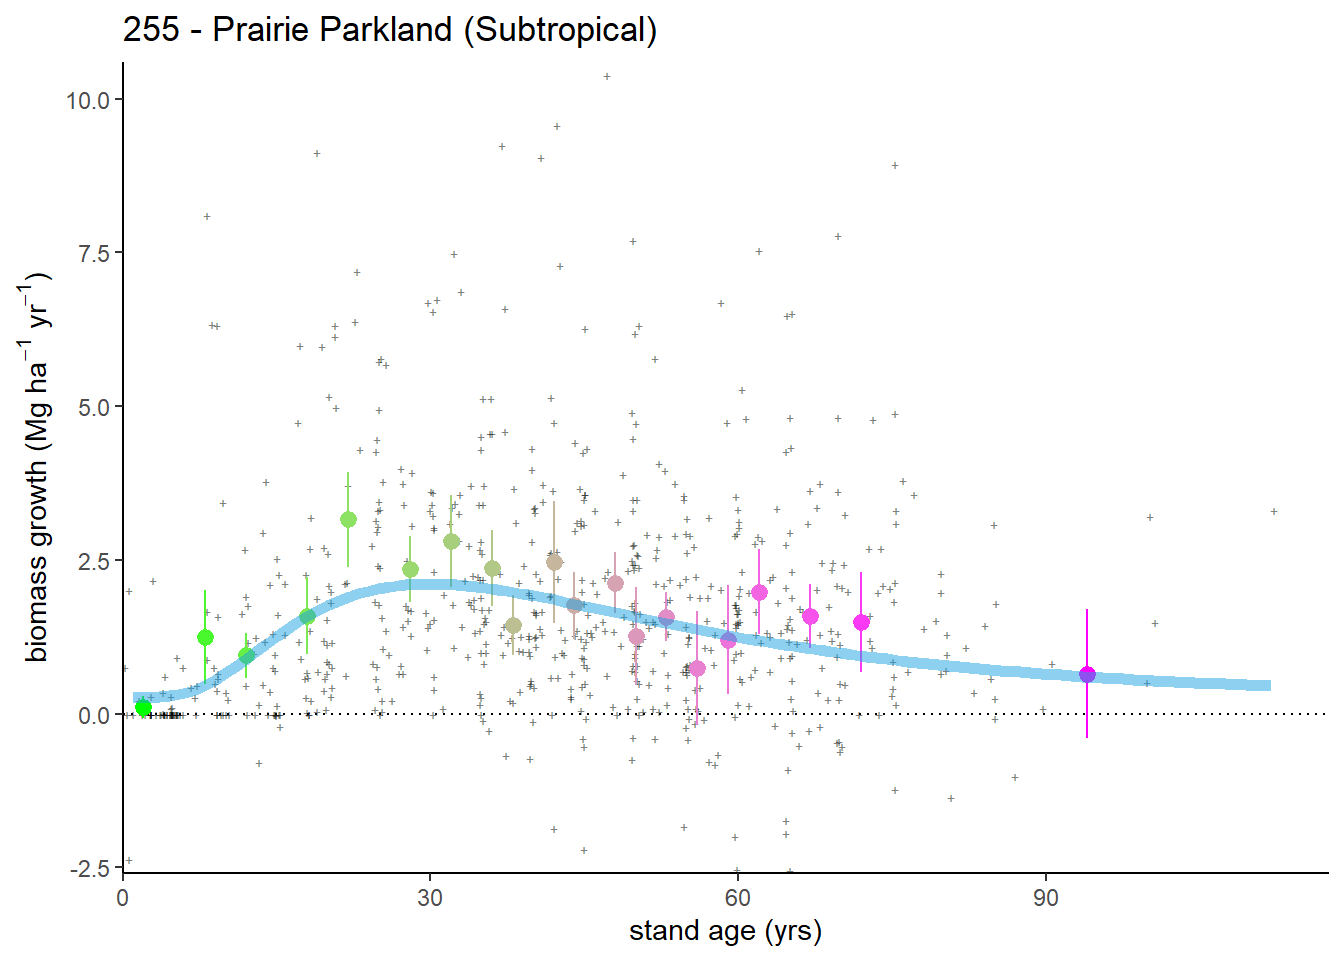 255 - Prairie Parkland (Subtropical)
biomass growth (Mg ha⁻¹ yr⁻¹)
10.0
7.5
5.0
2.5
0.0
-2.5
0 30 60 90
stand age (yrs)